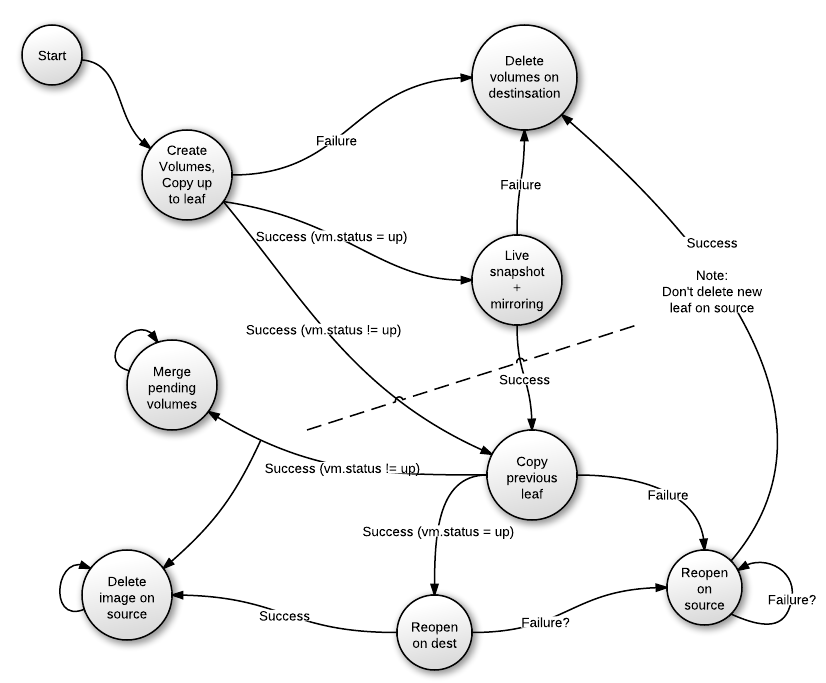 Start
Delete
volumes on
destinsation
Create
Volumes,
Copy up
to leaf
Failure
Failure
Success (vm.status = up)
Success
Live
snapshot
+
mirroring
Note:
Don't delete new
leaf on source
Success (vm.status != up)
Merge
pending
volumes
Success
Success (vm.status != up)
Copy
previous
leaf
Failure
Success (vm.status = up)
Delete
image on
source
Success
Reopen
on dest
Failure?
Reopen
on
source
Failure?